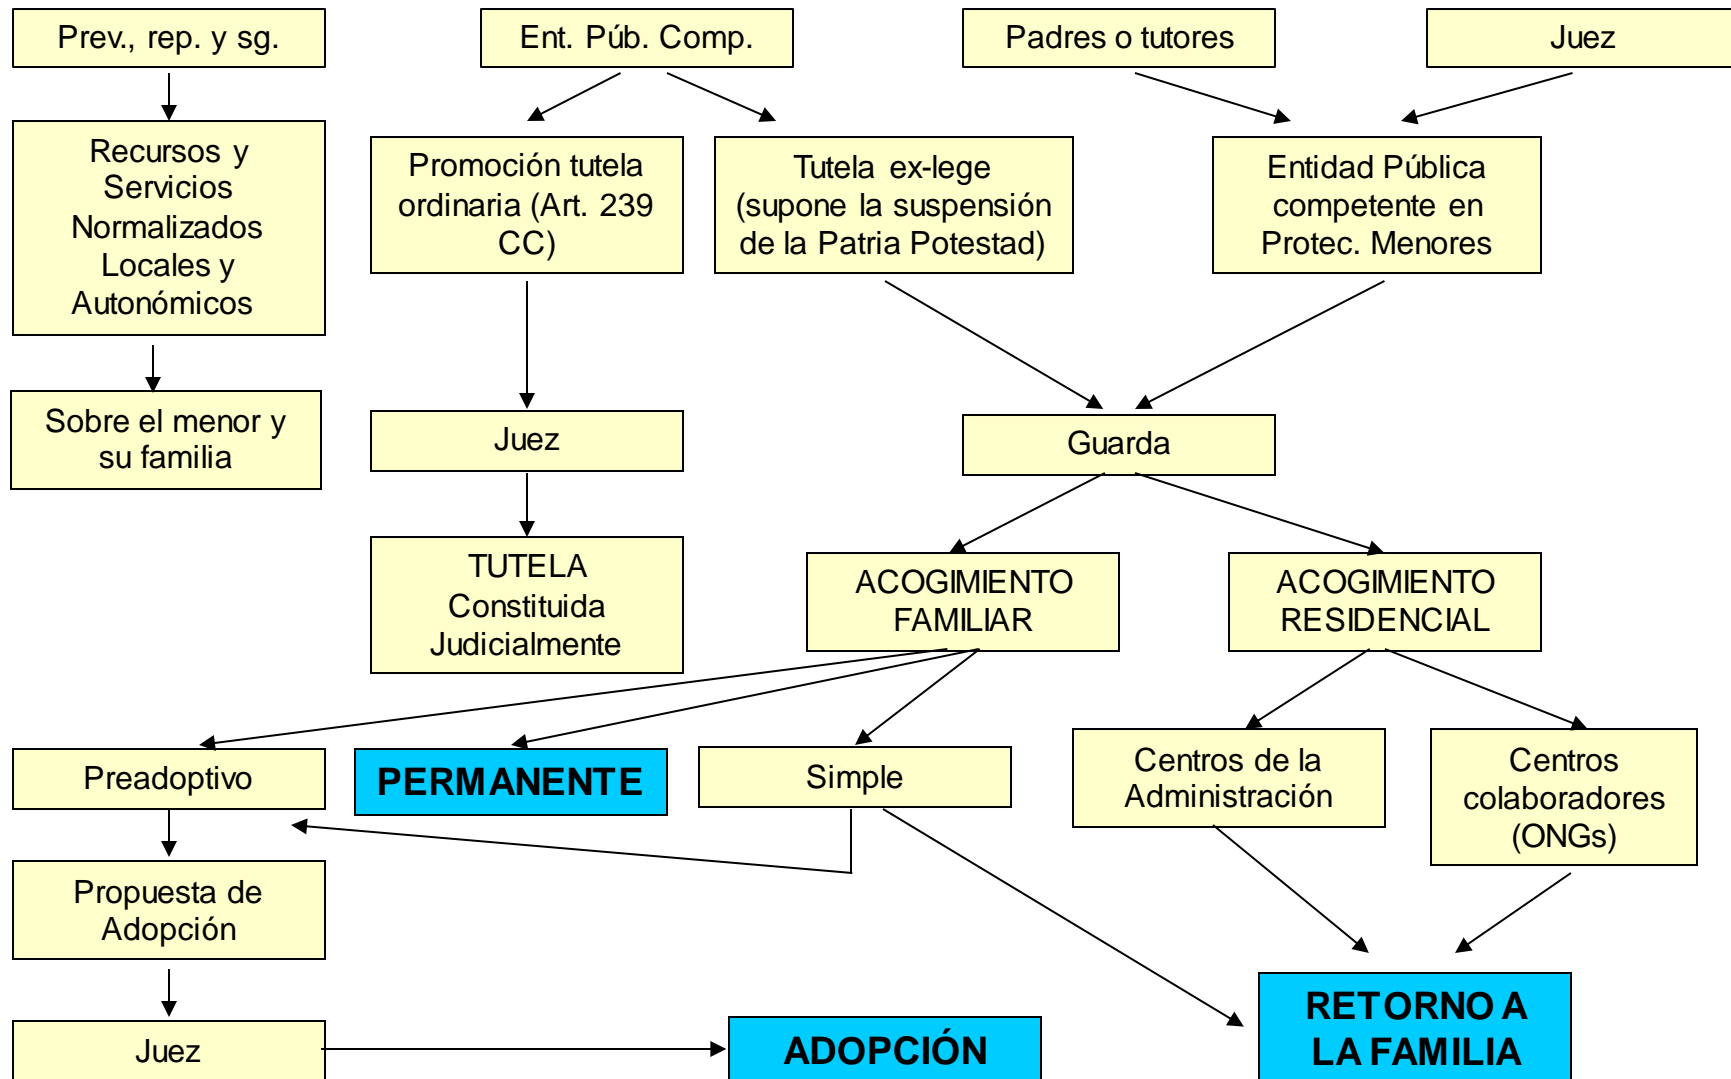 Prev., rep. y sg.
Ent. Púb. Comp.
Padres o tutores
Juez
Recursos y
Servicios
Normalizados
Locales y
Autonómicos
Promoción tutela
ordinaria (Art. 239
CC)
Tutela ex-lege
(supone la suspensión
de la Patria Potestad)
Entidad Pública
competente en
Protec. Menores
Sobre el menor y
su familia
Juez
Guarda
TUTELA
Constituida
Judicialmente
ACOGIMIENTO
FAMILIAR
ACOGIMIENTO
RESIDENCIAL
Preadoptivo
PERMANENTE
Simple
Centros de la
Administración
Centros
colaboradores
(ONGs)
Propuesta de
Adopción
Juez
ADOPCIÓN
RETORNO A
LA FAMILIA